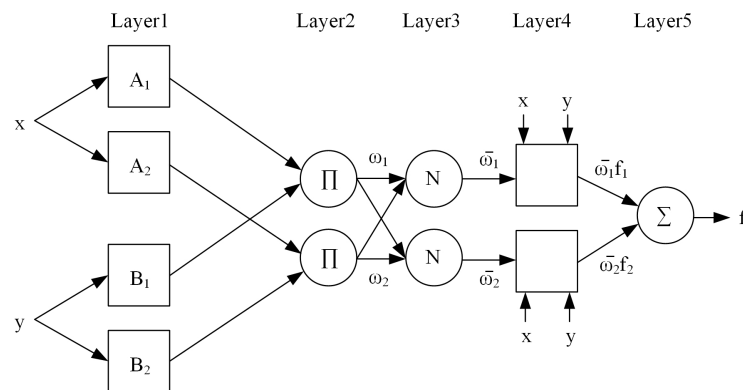 Layer1 Layer2 Layer3 Layer4 Layer5
A₁
x
A₂
B₁
y
B₂
∏
∏
ω₁
ω₂
N
N
ω̄₁
ω̄₂
x y
x y
ω̄₁f₁
ω̄₂f₂
∑
f